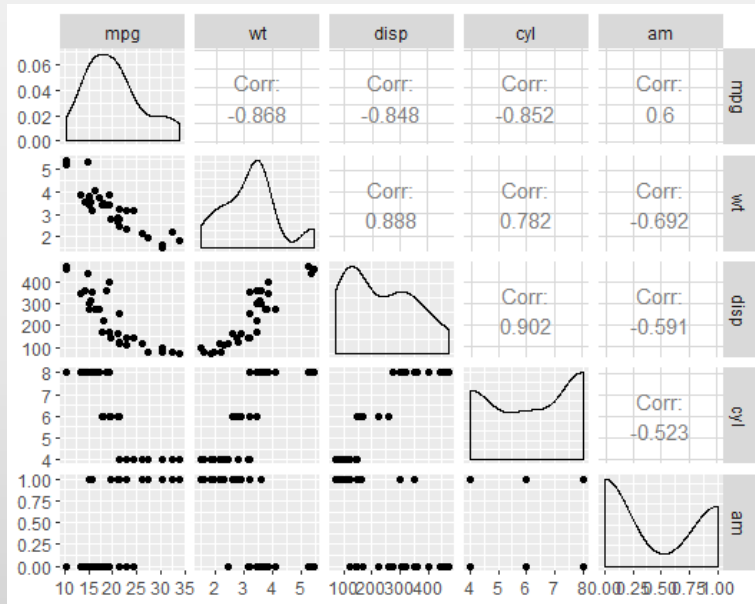 mpg wt disp cyl am
0.06
0.04
0.02
0.00
Corr:
-0.868
Corr:
-0.848
Corr:
-0.852
Corr:
0.6
mpg
5
4
3
2
Corr:
0.888
Corr:
0.782
Corr:
-0.692
wt
400
300
200
100
Corr:
0.902
Corr:
-0.591
disp
8
7
6
5
4
Corr:
-0.523
cyl
1.00
0.75
0.50
0.25
0.00
am
10 15 20 25 30 35 2 3 4 5 100 200 300 400 4 5 6 7 8 0.00 0.25 0.50 0.75 1.00